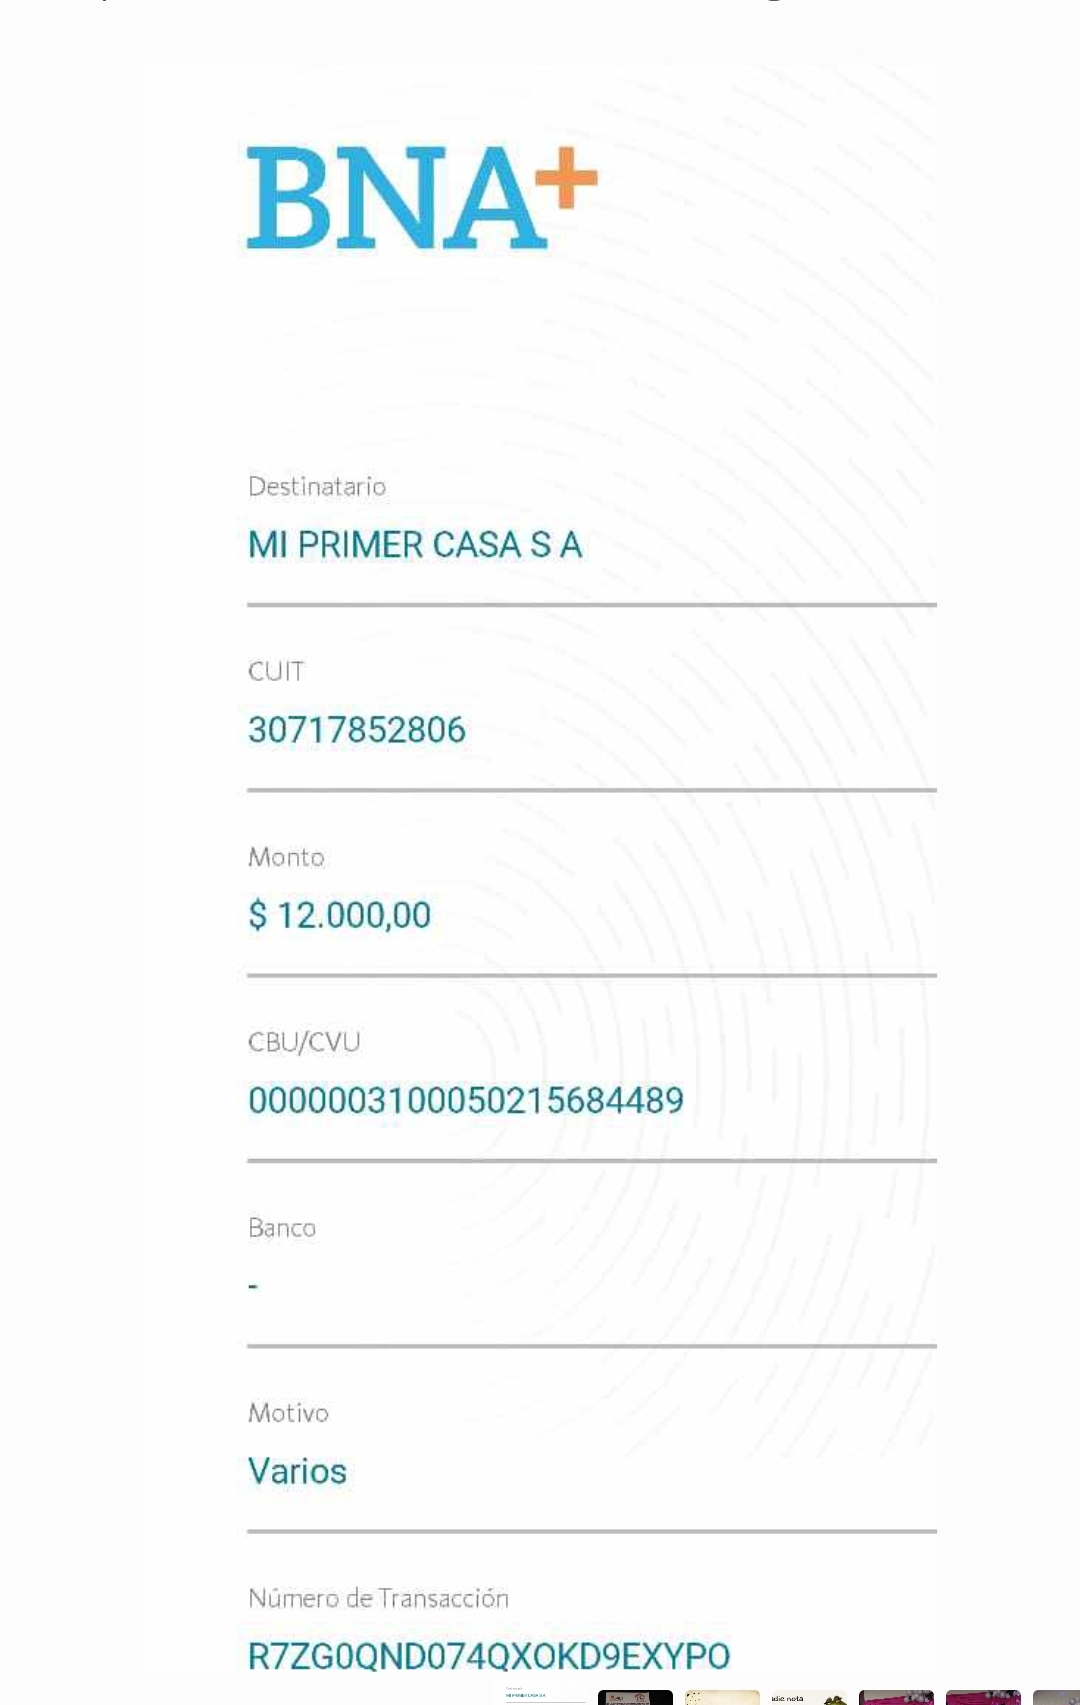 BNA+
Destinatario
MI PRIMER CASA S A
CUIT
30717852806
Monto
$ 12.000,00
CBU/CVU
0000003100050215684489
Banco
-
Motivo
Varios
Número de Transacción
R7ZG0QND074QXOKD9EXYPO